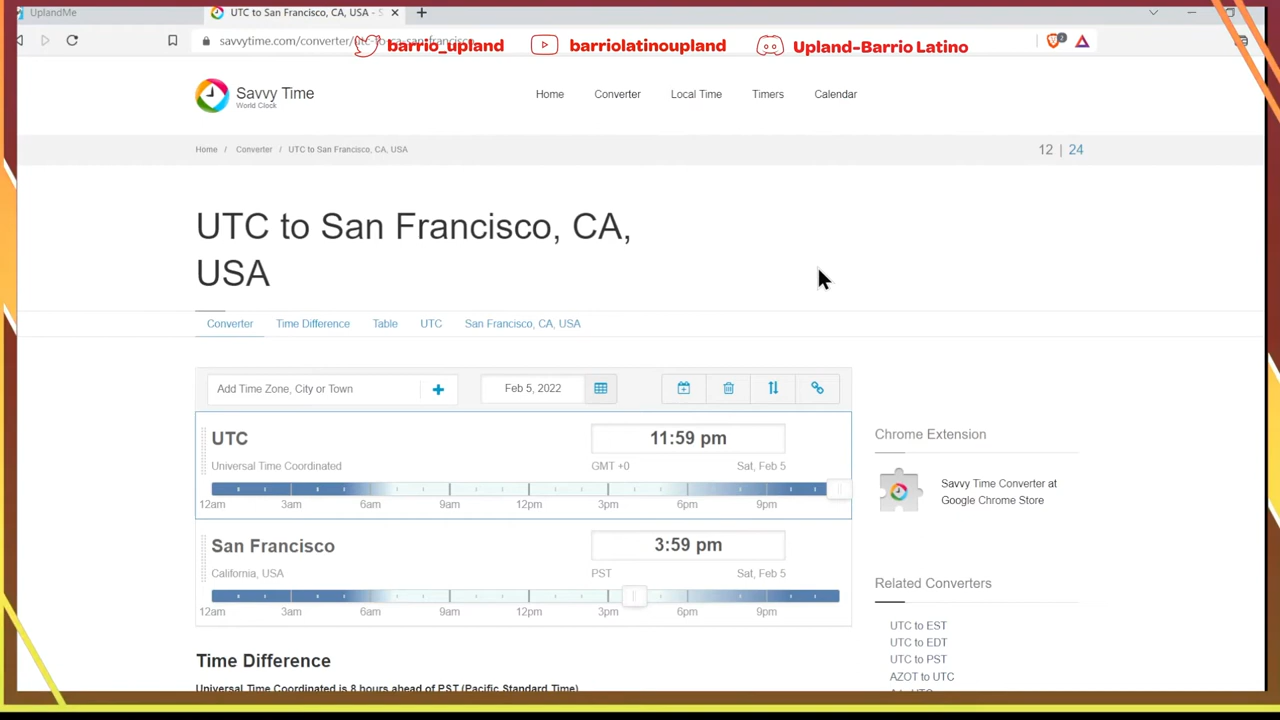 UplandMe
UTC to San Francisco, CA, USA - S
savvytime.com/converter/
barrio_upland
barriolatinoupland
Upland-Barrio Latino
2
Savvy Time
World Clock
Home
Converter
Local Time
Timers
Calendar
Home / Converter / UTC to San Francisco, CA, USA
12 | 24
UTC to San Francisco, CA,
USA
Converter
Time Difference
Table
UTC
San Francisco, CA, USA
Add Time Zone, City or Town
Feb 5, 2022
UTC
11:59 pm
Universal Time Coordinated
GMT +0
Sat, Feb 5
12am 3am 6am 9am 12pm 3pm 6pm 9pm
San Francisco
3:59 pm
California, USA
PST
Sat, Feb 5
12am 3am 6am 9am 12pm 3pm 6pm 9pm
Chrome Extension
Savvy Time Converter at
Google Chrome Store
Related Converters
UTC to EST
UTC to EDT
UTC to PST
AZOT to UTC
Time Difference
Universal Time Coordinated is 8 hours ahead of PST (Pacific Standard Time)